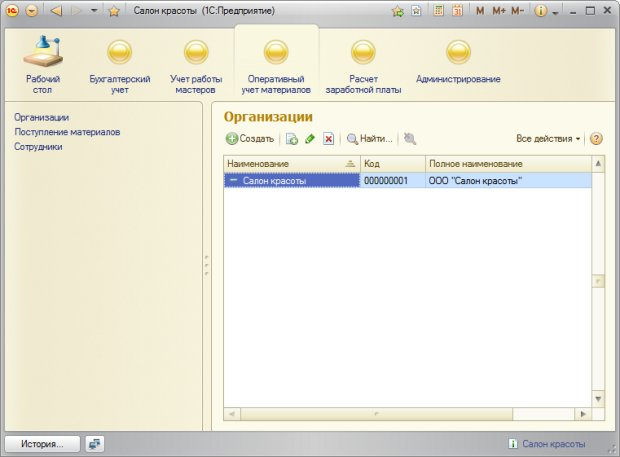 Салон красоты (1С:Предприятие)
M M+ M-
Рабочий
стол
Бухгалтерский
учет
Учет работы
мастеров
Оперативный
учет материалов
Расчет
заработной платы
Администрирование
Организации
Поступление материалов
Сотрудники
Организации
Создать Найти... Все действия
Наименование Код Полное наименование
Салон красоты 000000001 ООО "Салон красоты"
История... Салон красоты